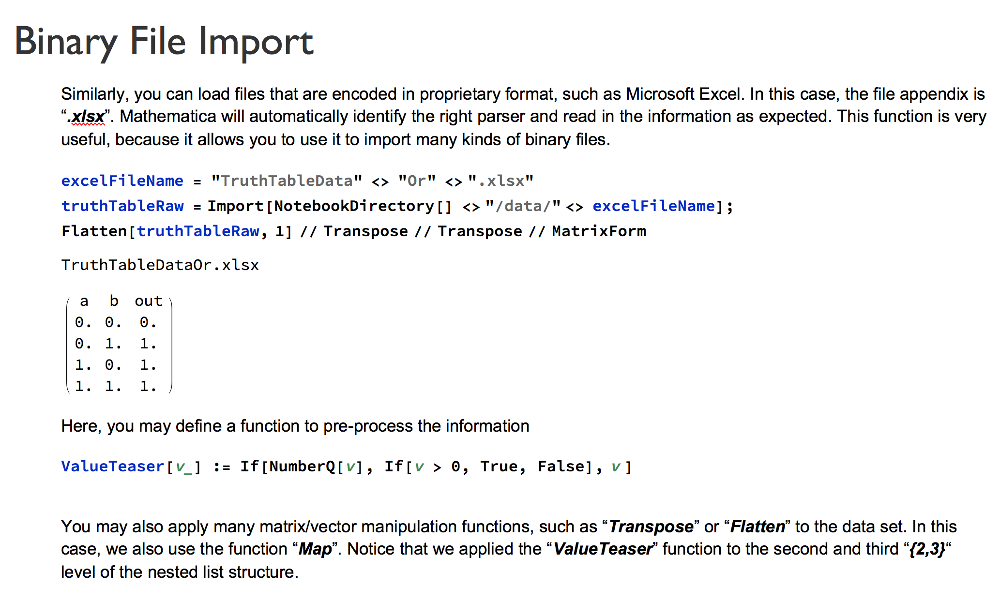 Binary File Import
Similarly, you can load files that are encoded in proprietary format, such as Microsoft Excel. In this case, the file appendix is
“.xlsx”. Mathematica will automatically identify the right parser and read in the information as expected. This function is very
useful, because it allows you to use it to import many kinds of binary files.
excelFileName = "TruthTableData" <> "Or" <> ".xlsx"
truthTableRaw = Import[NotebookDirectory[] <> "/data/" <> excelFileName];
Flatten[truthTableRaw, 1] // Transpose // Transpose // MatrixForm
TruthTableDataOr.xlsx
a b out
0. 0. 0.
0. 1. 1.
1. 0. 1.
1. 1. 1.
Here, you may define a function to pre-process the information
ValueTeaser[v_] := If[NumberQ[v], If[v > 0, True, False], v ]
You may also apply many matrix/vector manipulation functions, such as “Transpose” or “Flatten” to the data set. In this
case, we also use the function “Map”. Notice that we applied the “ValueTeaser” function to the second and third “{2,3}“
level of the nested list structure.